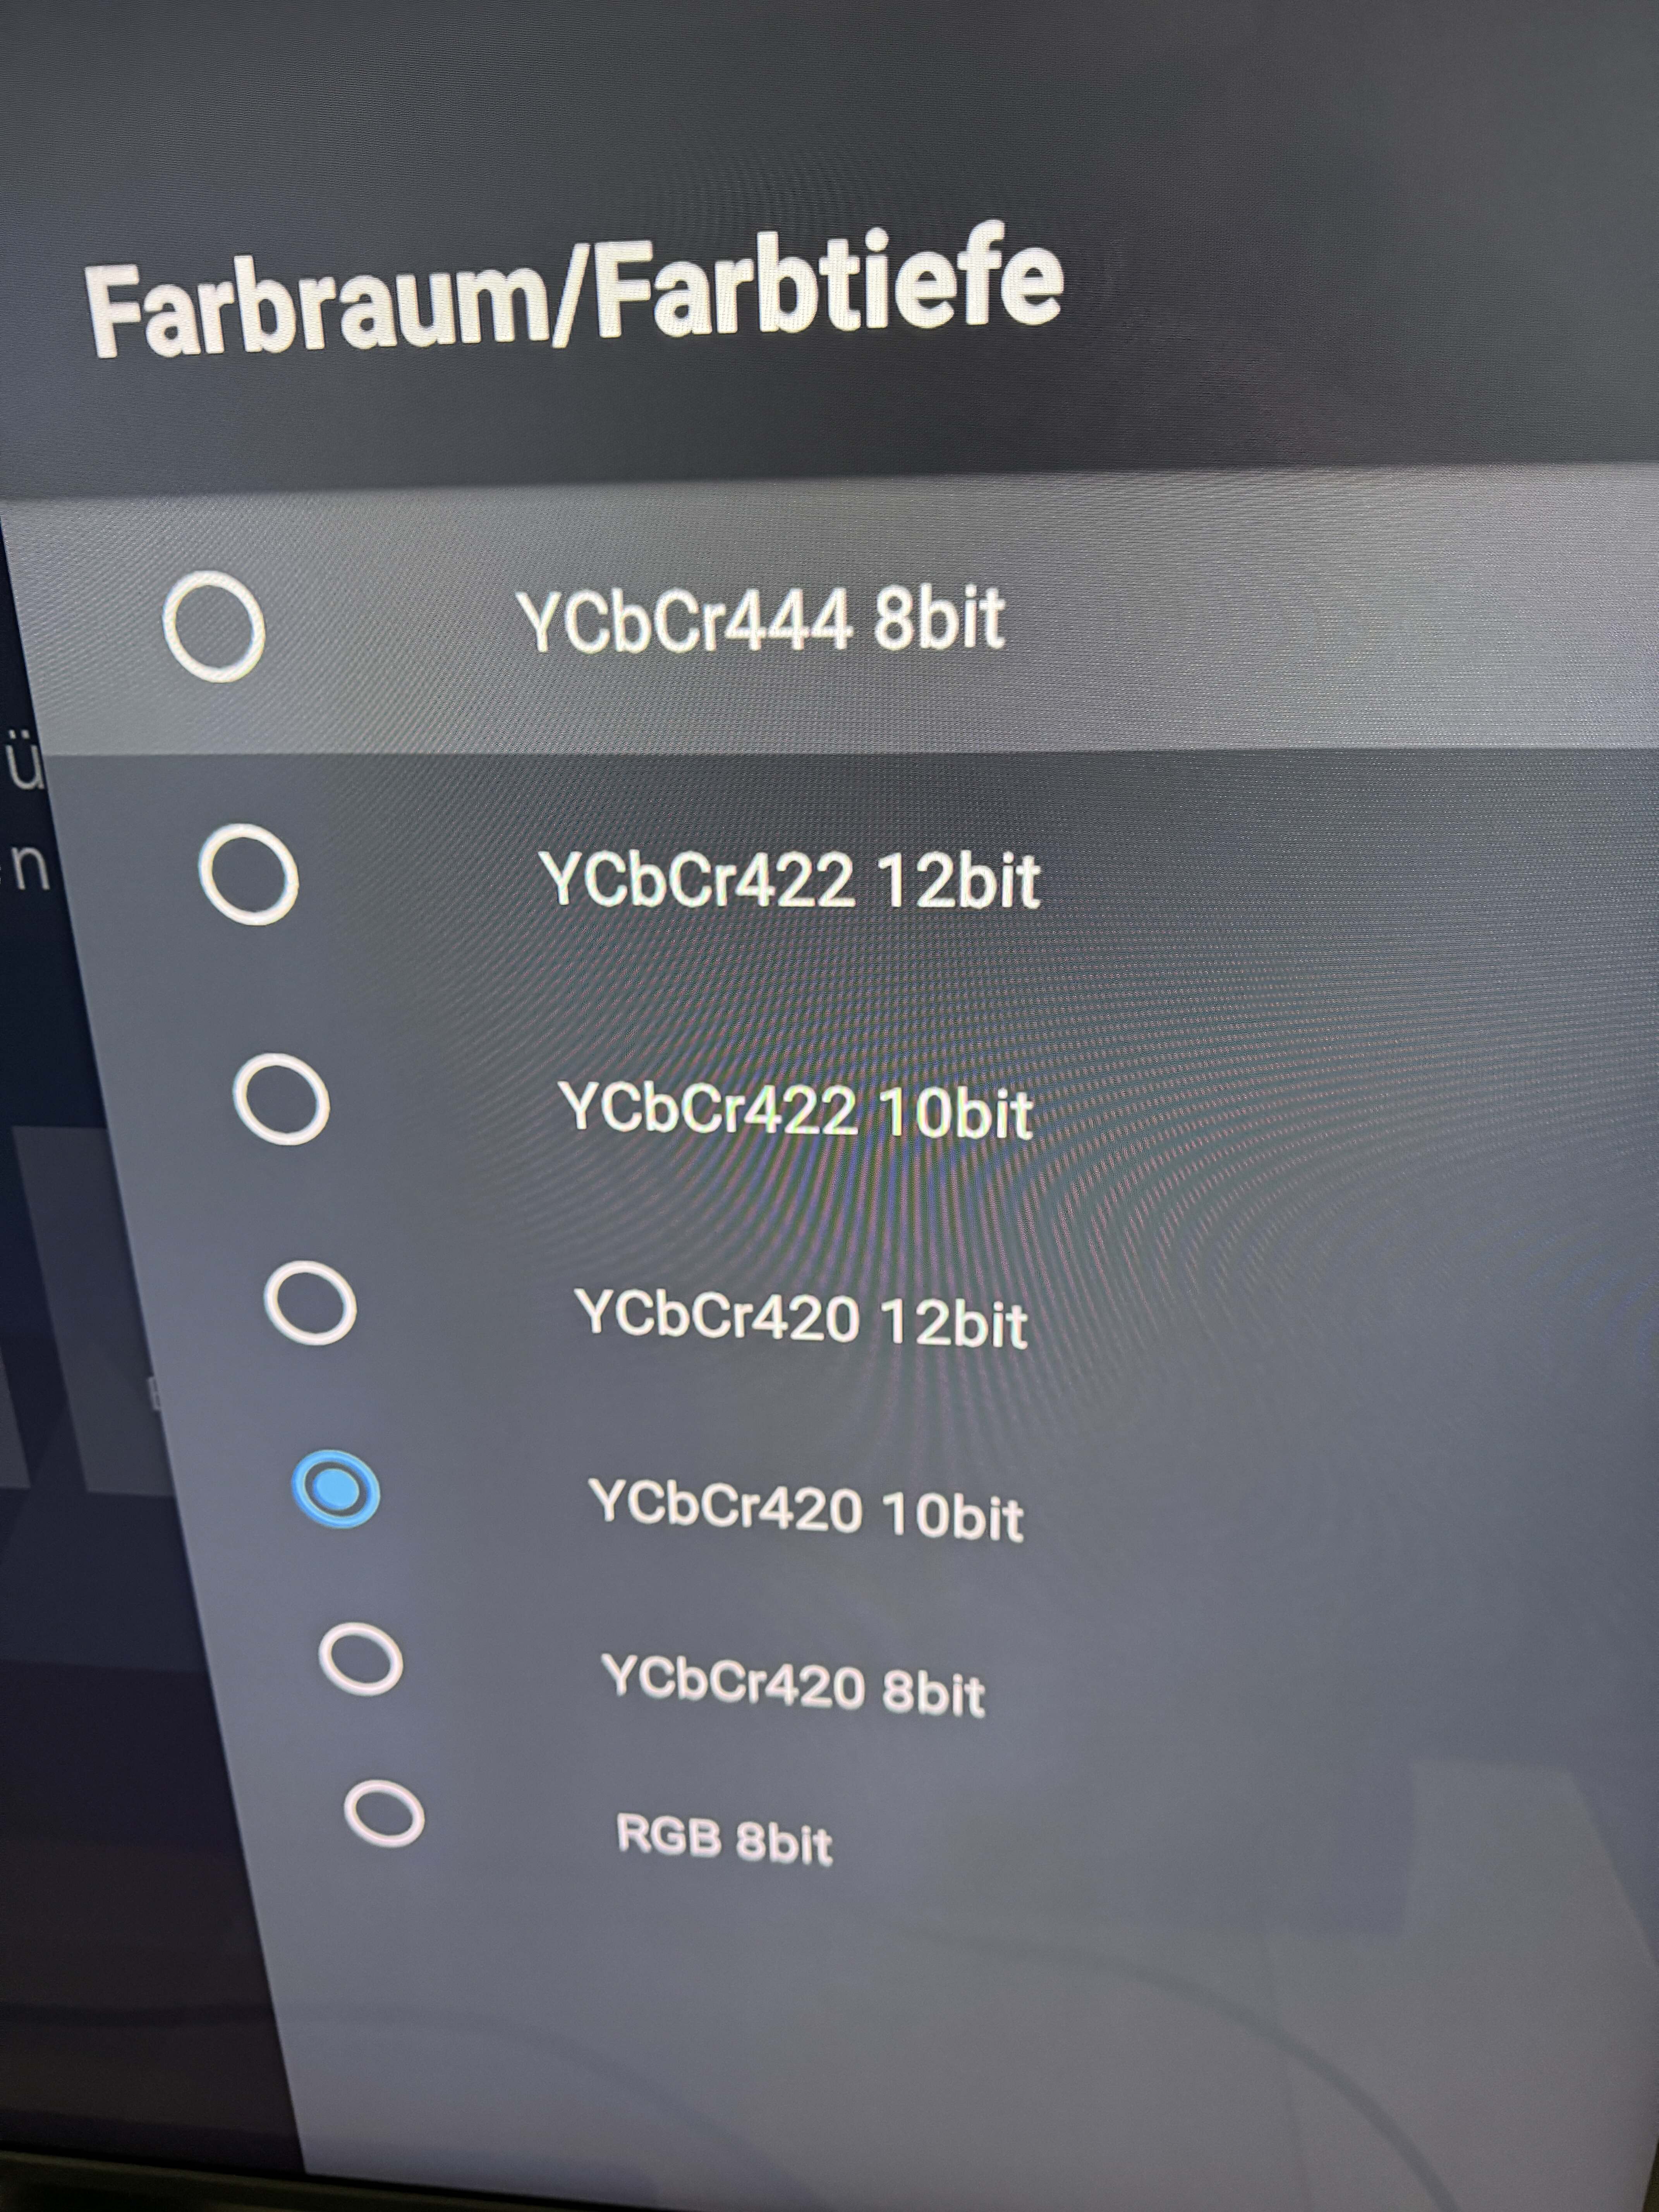 Farbraum/Farbtiefe
YCbCr444 8bit
ü
YCbCr422 12bit
n
YCbCr422 10bit
YCbCr420 12bit
YCbCr420 10bit
YCbCr420 8bit
RGB 8bit